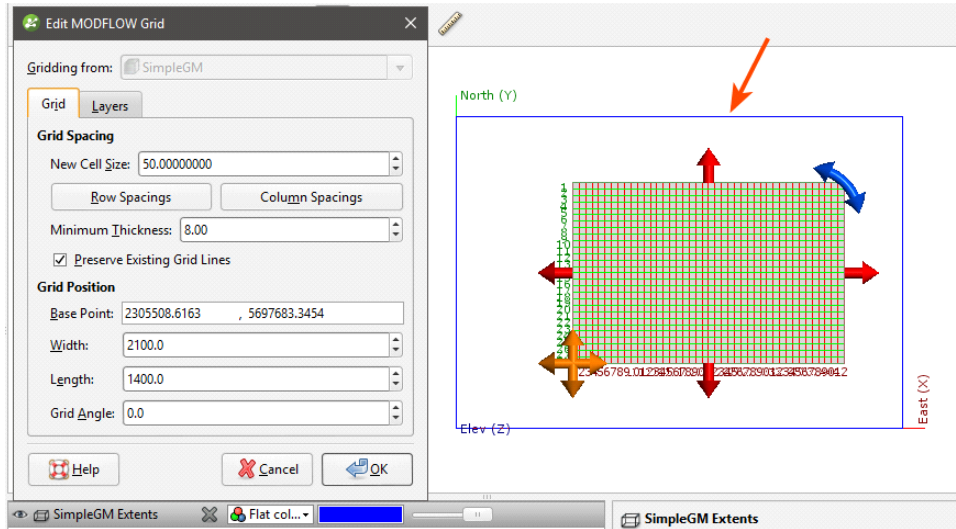 Edit MODFLOW Grid
Gridding from: SimpleGM
Grid Layers
Grid Spacing
New Cell Size: 50.00000000
Row Spacings Column Spacings
Minimum Thickness: 8.00
Preserve Existing Grid Lines
Grid Position
Base Point: 2305508.6163 , 5697683.3454
Width: 2100.0
Length: 1400.0
Grid Angle: 0.0
Help Cancel OK
SimpleGM Extents Flat col...
North (Y)
Elev (Z)
East (X)
SimpleGM Extents